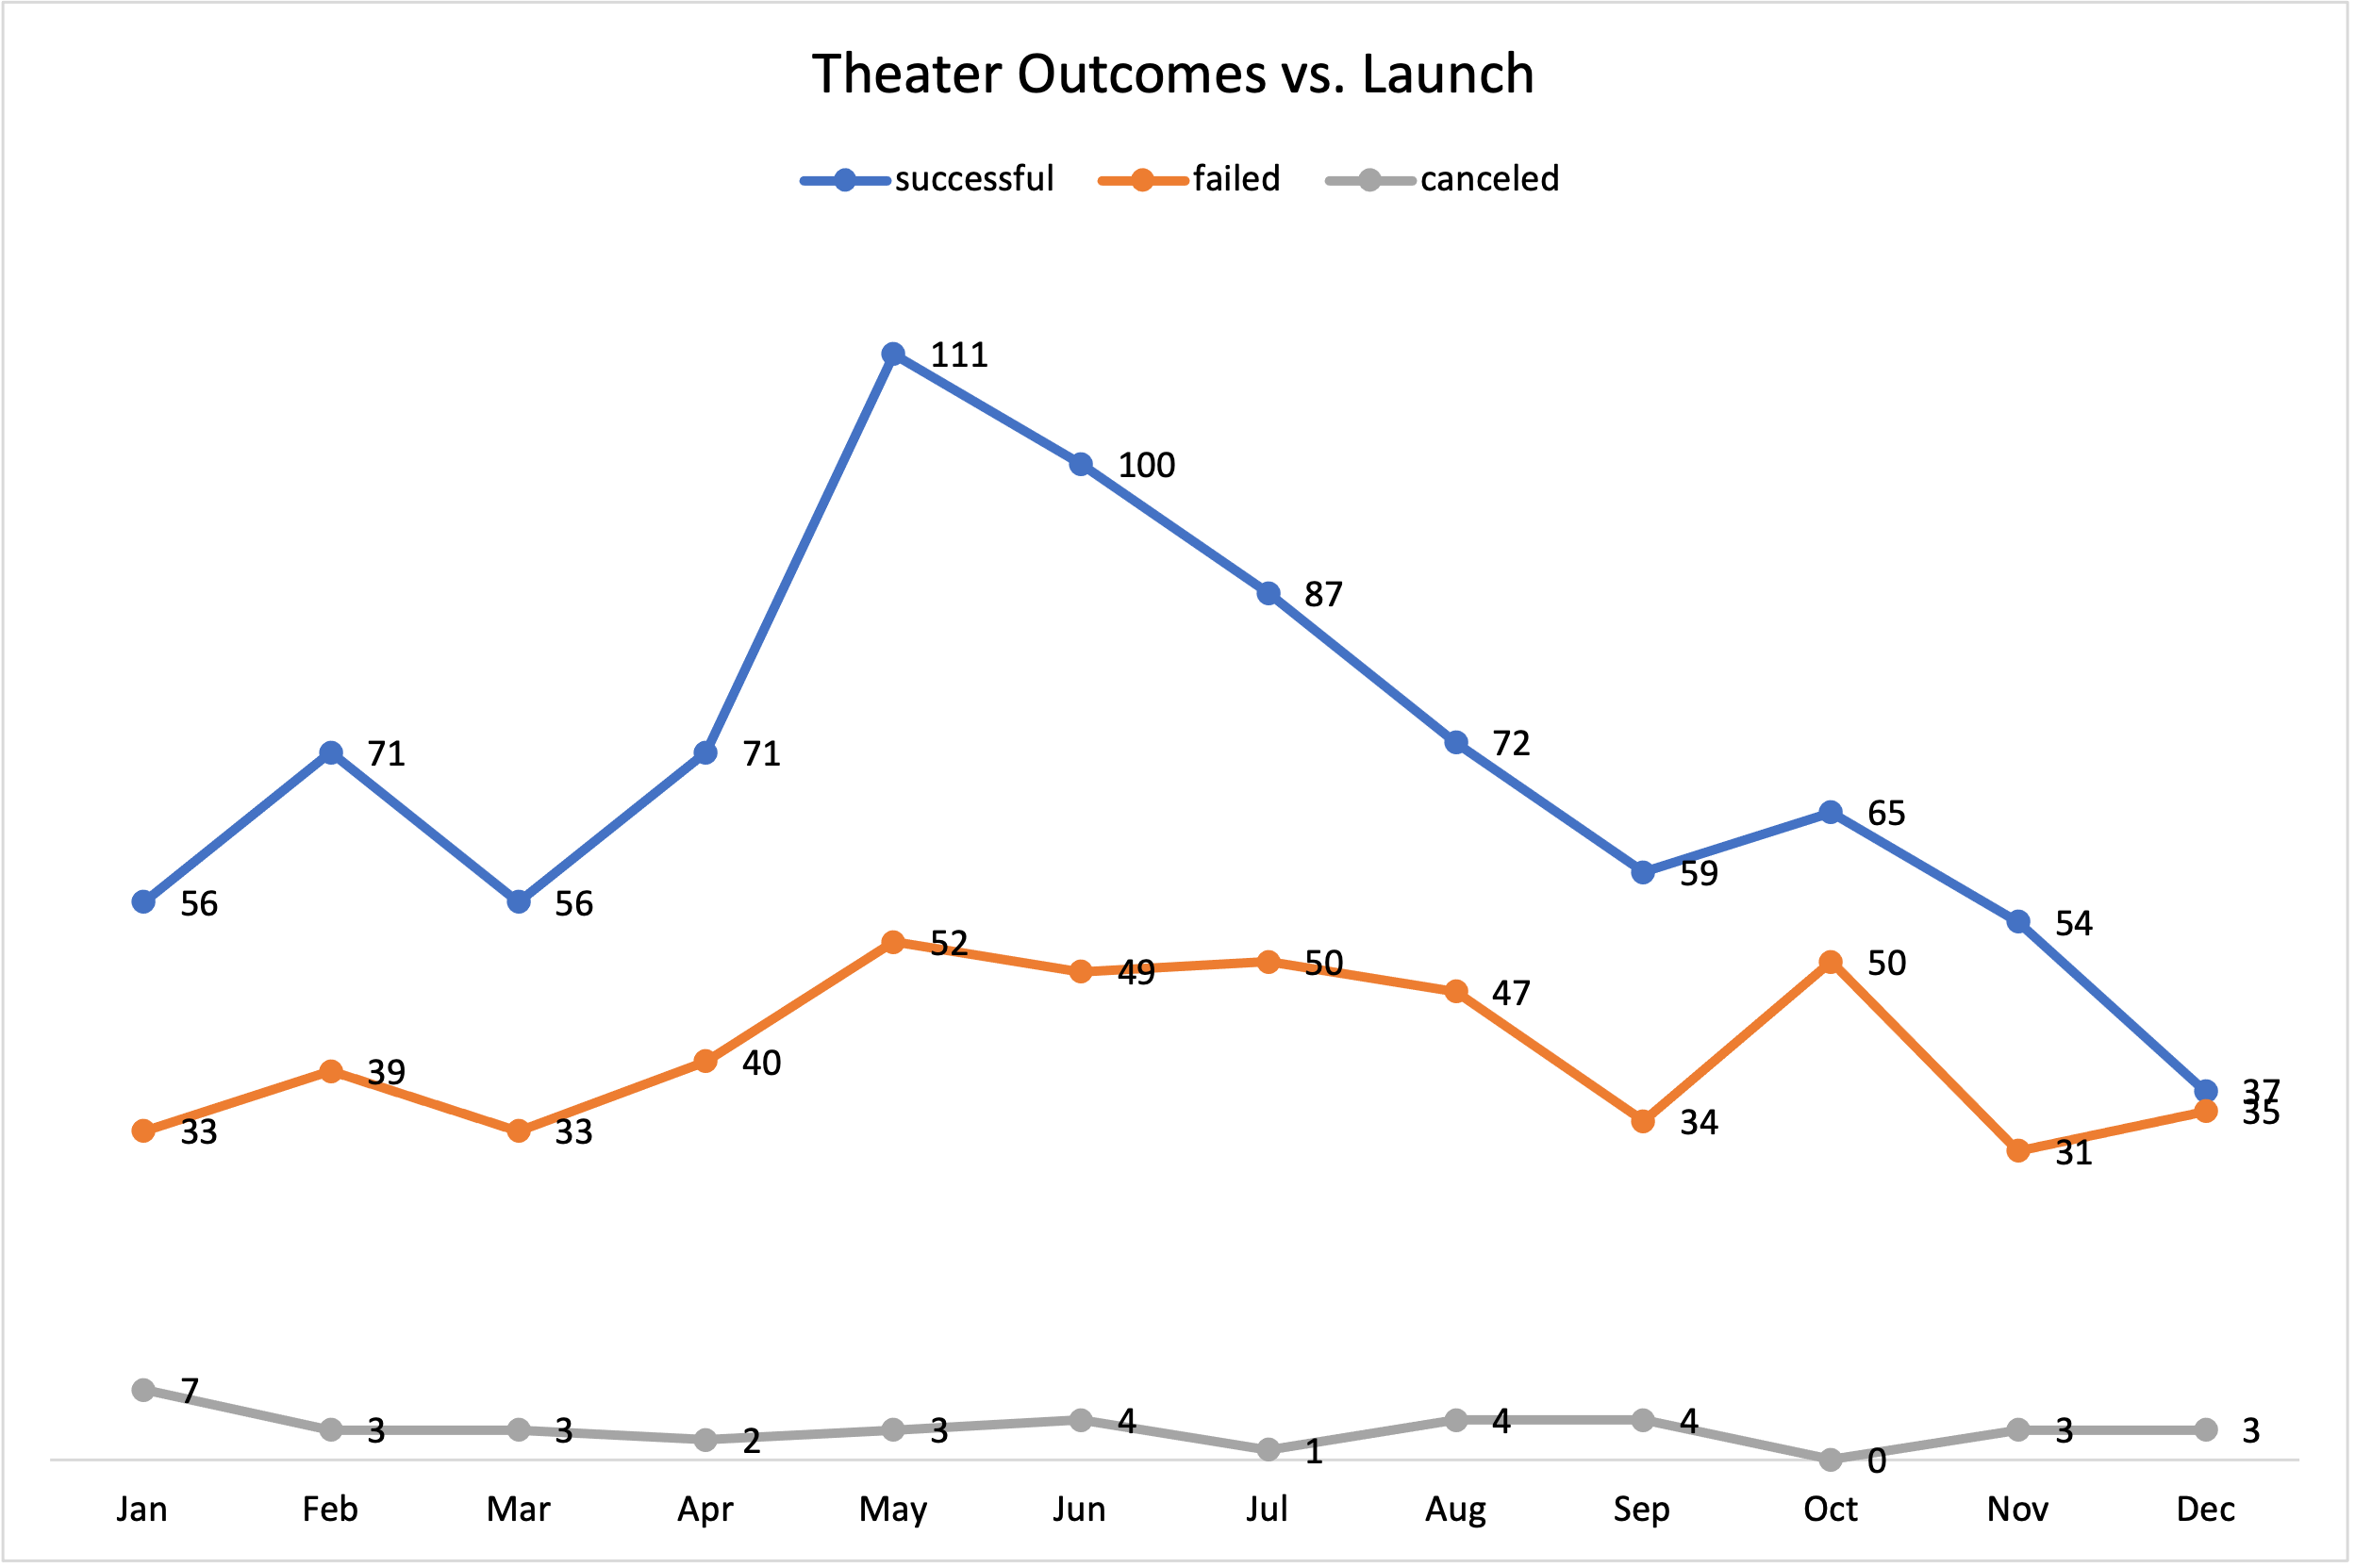 Theater Outcomes vs. Launch
successful failed canceled
111
100
87
71 71 72
65
56 56 59 54
52 49 50 47 50
39 40 37
33 33 34 31 35
7 3 3 2 3 4 1 4 4 0 3 3
Jan Feb Mar Apr May Jun Jul Aug Sep Oct Nov Dec